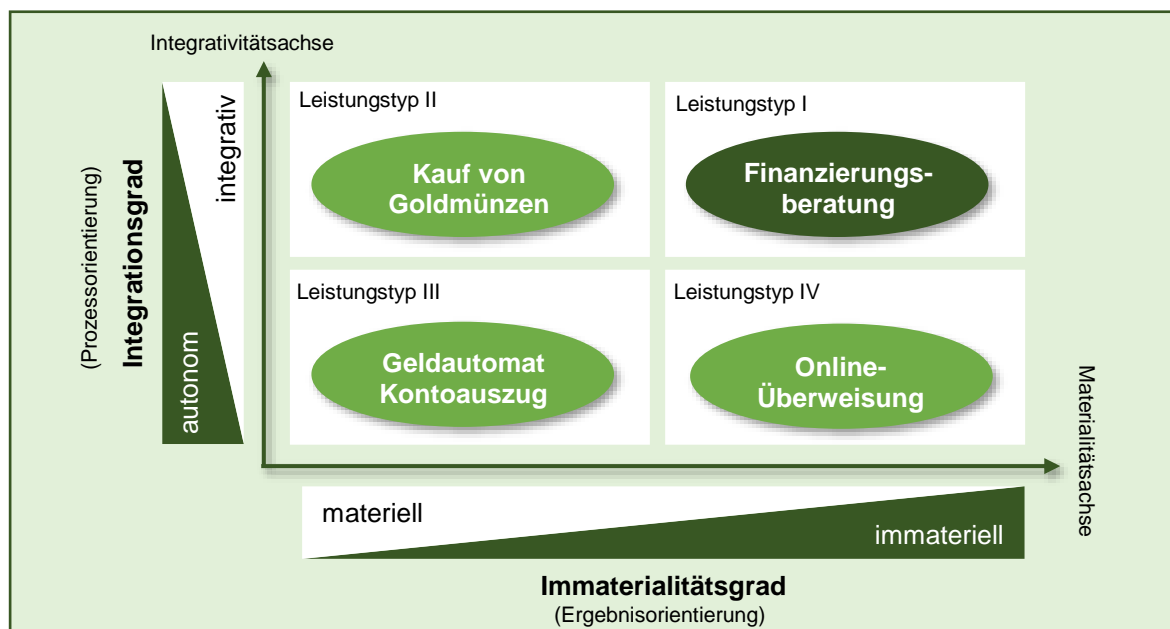 Integrativitätsachse
(Prozessorientierung)
Integrationsgrad
integrativ
autonom
Leistungstyp II
Kauf von
Goldmünzen
Leistungstyp I
Finanzierungs-
beratung
Leistungstyp III
Geldautomat
Kontoauszug
Leistungstyp IV
Online-
Überweisung
Materialitätsachse
materiell
immateriell
Immaterialitätsgrad
(Ergebnisorientierung)